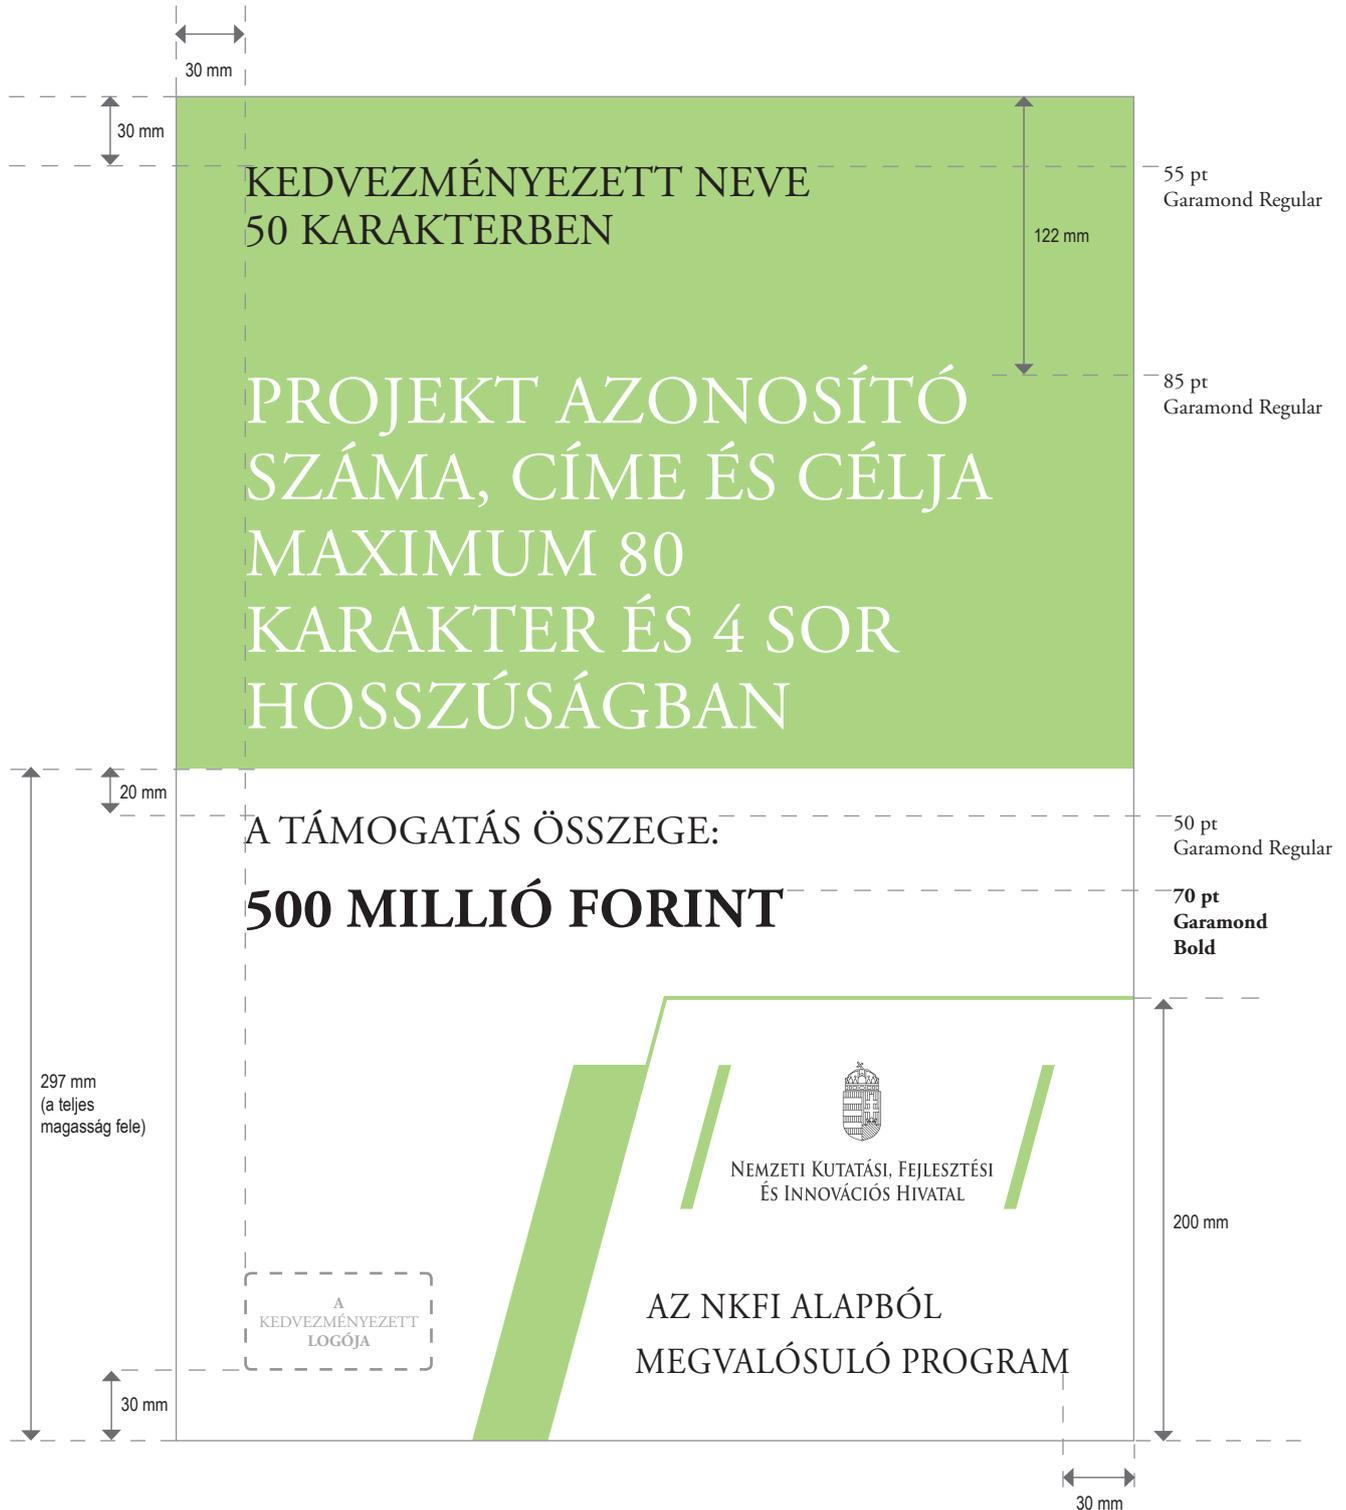 30 mm
30 mm
KEDVEZMÉNYEZETT NEVE
50 KARAKTERBEN
55 pt
Garamond Regular
122 mm
PROJEKT AZONOSÍTÓ
SZÁMA, CÍME ÉS CÉLJA
MAXIMUM 80
KARAKTER ÉS 4 SOR
HOSSZÚSÁGBAN
85 pt
Garamond Regular
20 mm
A TÁMOGATÁS ÖSSZEGE:
50 pt
Garamond Regular
500 MILLIÓ FORINT
70 pt
Garamond
Bold
297 mm
(a teljes
magasság fele)
NEMZETI KUTATÁSI, FEJLESZTÉSI
ÉS INNOVÁCIÓS HIVATAL
200 mm
A
KEDVEZMÉNYEZETT
LOGÓJA
AZ NKFI ALAPBÓL
MEGVALÓSULÓ PROGRAM
30 mm
30 mm